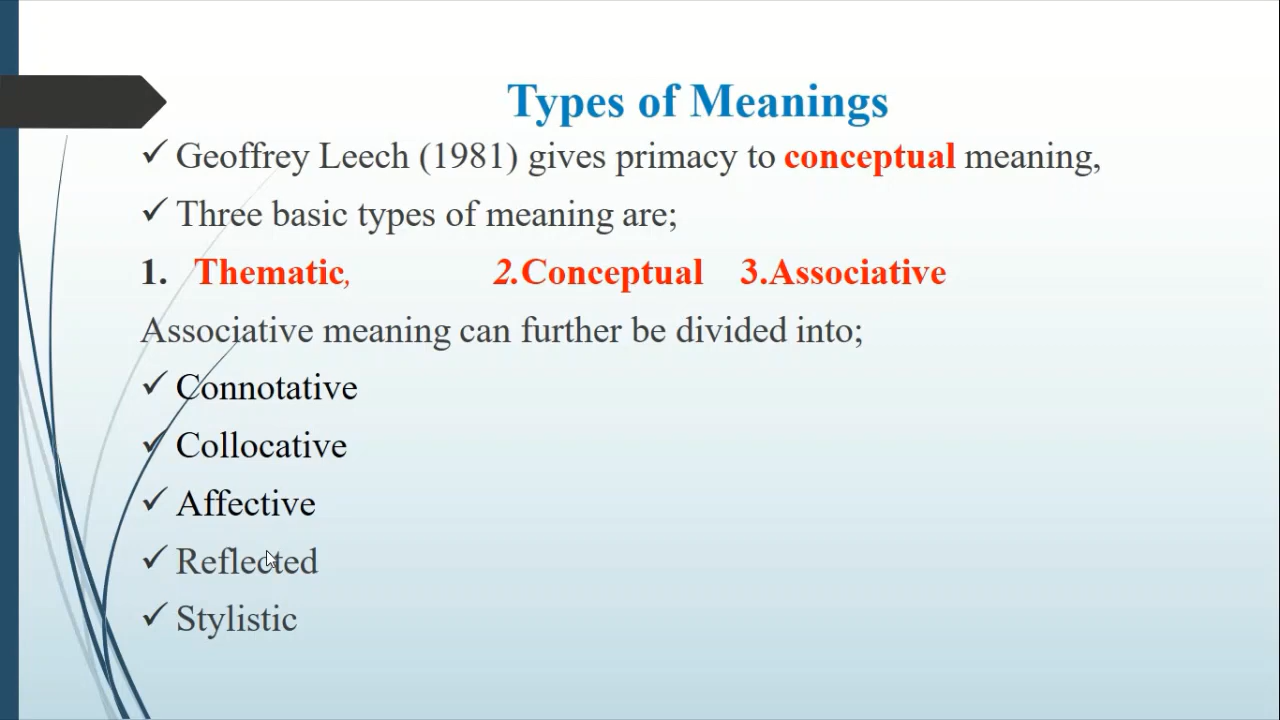 Types of Meanings
✓ Geoffrey Leech (1981) gives primacy to conceptual meaning,
✓ Three basic types of meaning are;
1. Thematic, 2.Conceptual 3.Associative
Associative meaning can further be divided into;
✓ Connotative
✓ Collocative
✓ Affective
✓ Reflected
✓ Stylistic